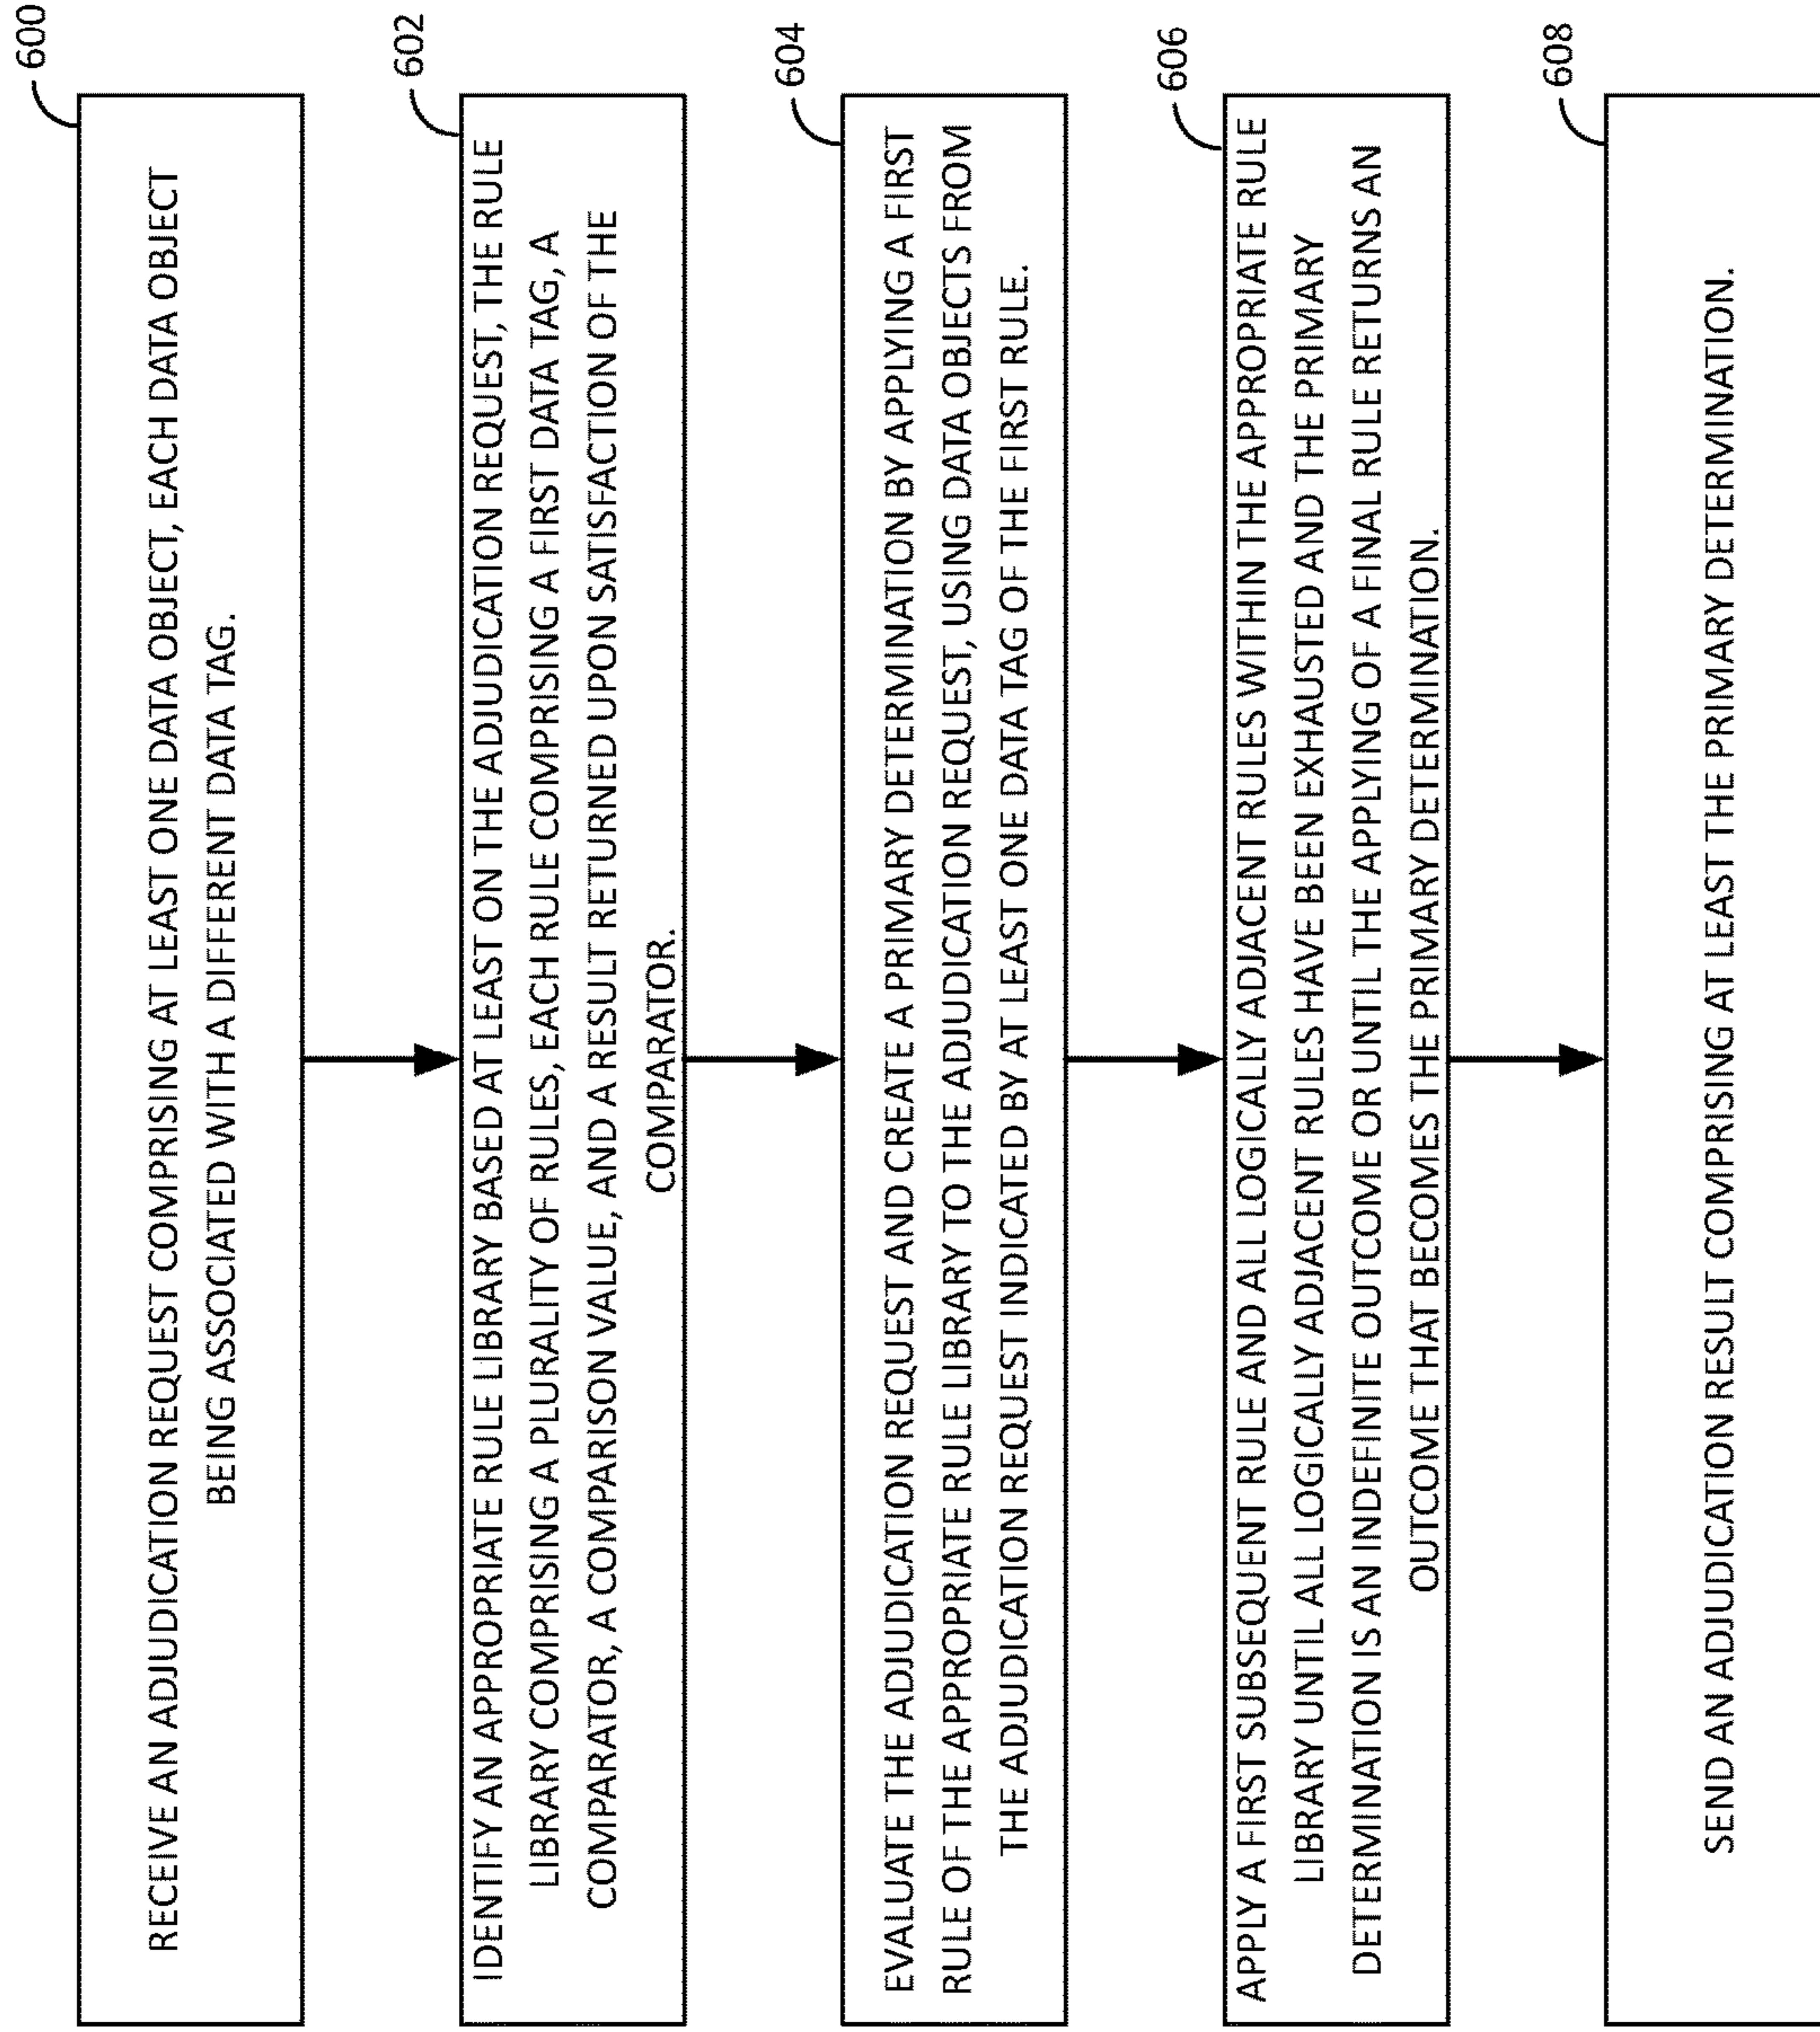 600
RECEIVE AN ADJUDICATION REQUEST COMPRISING AT LEAST ONE DATA OBJECT, EACH DATA OBJECT
BEING ASSOCIATED WITH A DIFFERENT DATA TAG.
602
IDENTIFY AN APPROPRIATE RULE LIBRARY BASED AT LEAST ON THE ADJUDICATION REQUEST, THE RULE
LIBRARY COMPRISING A PLURALITY OF RULES, EACH RULE COMPRISING A FIRST DATA TAG, A
COMPARATOR, A COMPARISON VALUE, AND A RESULT RETURNED UPON SATISFACTION OF THE
COMPARATOR.
604
EVALUATE THE ADJUDICATION REQUEST AND CREATE A PRIMARY DETERMINATION BY APPLYING A FIRST
RULE OF THE APPROPRIATE RULE LIBRARY TO THE ADJUDICATION REQUEST, USING DATA OBJECTS FROM
THE ADJUDICATION REQUEST INDICATED BY AT LEAST ONE DATA TAG OF THE FIRST RULE.
606
APPLY A FIRST SUBSEQUENT RULE AND ALL LOGICALLY ADJACENT RULES WITHIN THE APPROPRIATE RULE
LIBRARY UNTIL ALL LOGICALLY ADJACENT RULES HAVE BEEN EXHAUSTED AND THE PRIMARY
DETERMINATION IS AN INDEFINITE OUTCOME OR UNTIL THE APPLYING OF A FINAL RULE RETURNS AN
OUTCOME THAT BECOMES THE PRIMARY DETERMINATION.
608
SEND AN ADJUDICATION RESULT COMPRISING AT LEAST THE PRIMARY DETERMINATION.